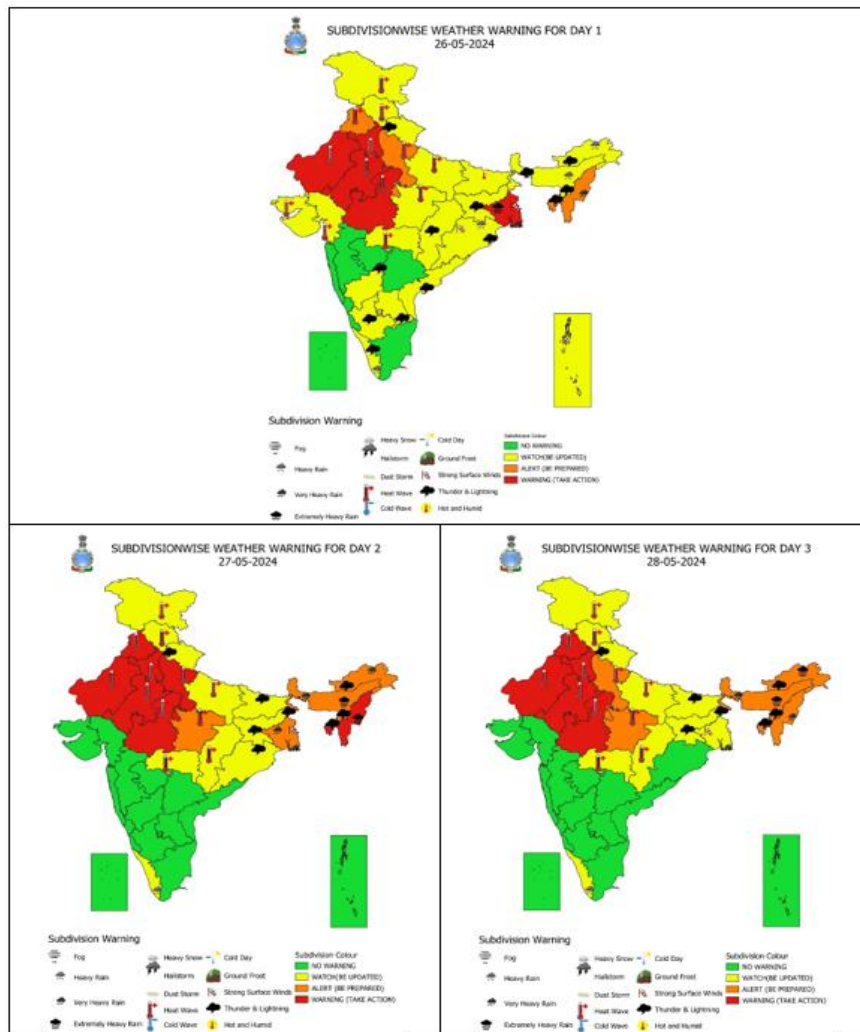 SUBDIVISIONWISE WEATHER WARNING FOR DAY 1
26-05-2024
Subdivision Warning
Fog
Heavy Rain
Very Heavy Rain
Extremely Heavy Rain
Heavy Snow
Hailstorm
Dust Storm
Heat Wave
Cold Wave
Cold Day
Ground Frost
Strong Surface Winds
Thunder & Lightning
Hot and Humid
Subdivision Colour
NO WARNING
WATCH(BE UPDATED)
ALERT (BE PREPARED)
WARNING (TAKE ACTION)
SUBDIVISIONWISE WEATHER WARNING FOR DAY 2
27-05-2024
Subdivision Warning
Fog
Heavy Rain
Very Heavy Rain
Extremely Heavy Rain
Heavy Snow
Hailstorm
Dust Storm
Heat Wave
Cold Wave
Cold Day
Ground Frost
Strong Surface Winds
Thunder & Lightning
Hot and Humid
Subdivision Colour
NO WARNING
WATCH(BE UPDATED)
ALERT (BE PREPARED)
WARNING (TAKE ACTION)
SUBDIVISIONWISE WEATHER WARNING FOR DAY 3
28-05-2024
Subdivision Warning
Fog
Heavy Rain
Very Heavy Rain
Extremely Heavy Rain
Heavy Snow
Hailstorm
Dust Storm
Heat Wave
Cold Wave
Cold Day
Ground Frost
Strong Surface Winds
Thunder & Lightning
Hot and Humid
Subdivision Colour
NO WARNING
WATCH(BE UPDATED)
ALERT (BE PREPARED)
WARNING (TAKE ACTION)